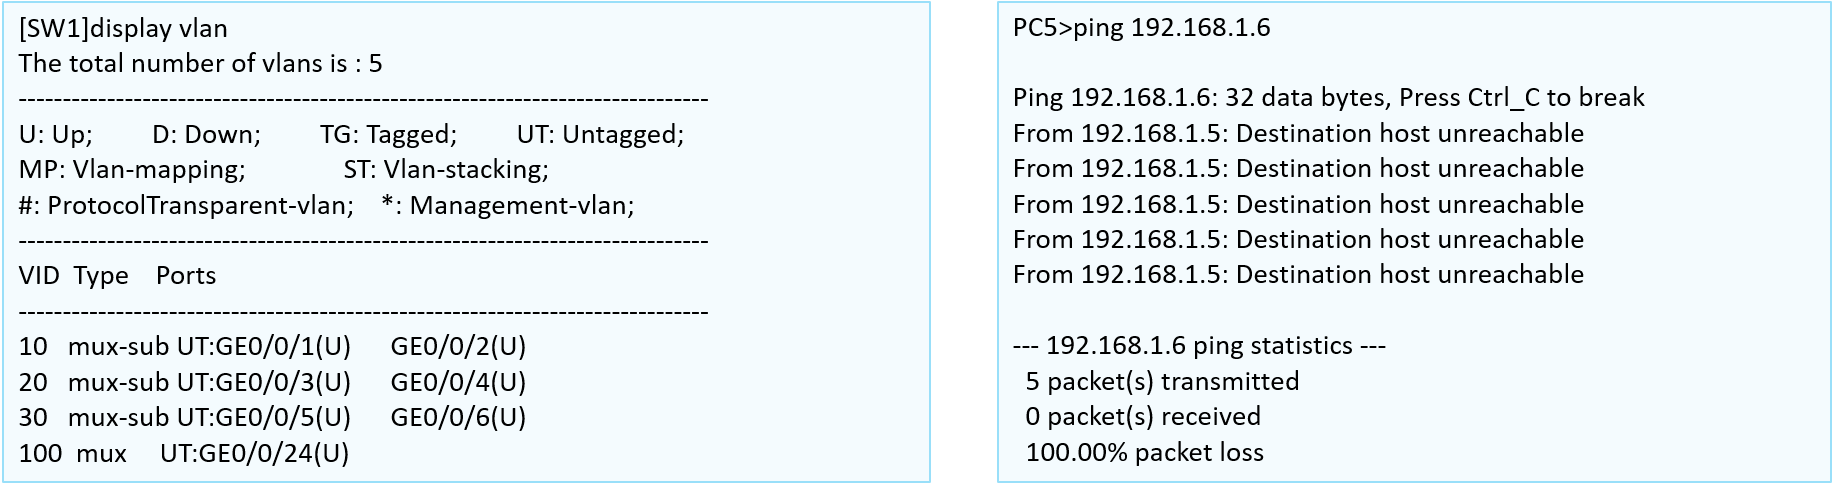 [SW1]display vlan
The total number of vlans is : 5
------------------------------------------------------------------------------
U: Up; D: Down; TG: Tagged; UT: Untagged;
MP: Vlan-mapping; ST: Vlan-stacking;
#: ProtocolTransparent-vlan; *: Management-vlan;
------------------------------------------------------------------------------
VID Type Ports
------------------------------------------------------------------------------
10 mux-sub UT:GE0/0/1(U) GE0/0/2(U)
20 mux-sub UT:GE0/0/3(U) GE0/0/4(U)
30 mux-sub UT:GE0/0/5(U) GE0/0/6(U)
100 mux UT:GE0/0/24(U)
PC5>ping 192.168.1.6
Ping 192.168.1.6: 32 data bytes, Press Ctrl_C to break
From 192.168.1.5: Destination host unreachable
From 192.168.1.5: Destination host unreachable
From 192.168.1.5: Destination host unreachable
From 192.168.1.5: Destination host unreachable
From 192.168.1.5: Destination host unreachable
--- 192.168.1.6 ping statistics ---
5 packet(s) transmitted
0 packet(s) received
100.00% packet loss